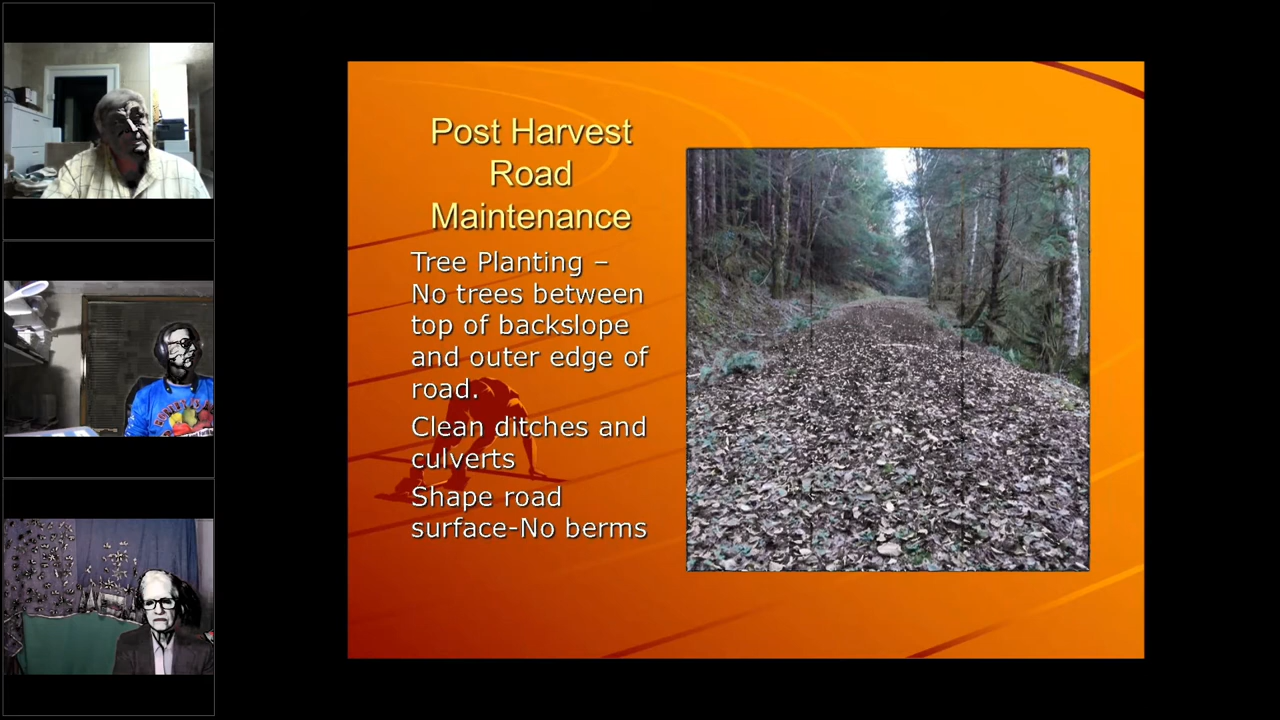 Post Harvest
Road
Maintenance
Tree Planting –
No trees between
top of backslope
and outer edge of
road.
Clean ditches and
culverts
Shape road
surface-No berms